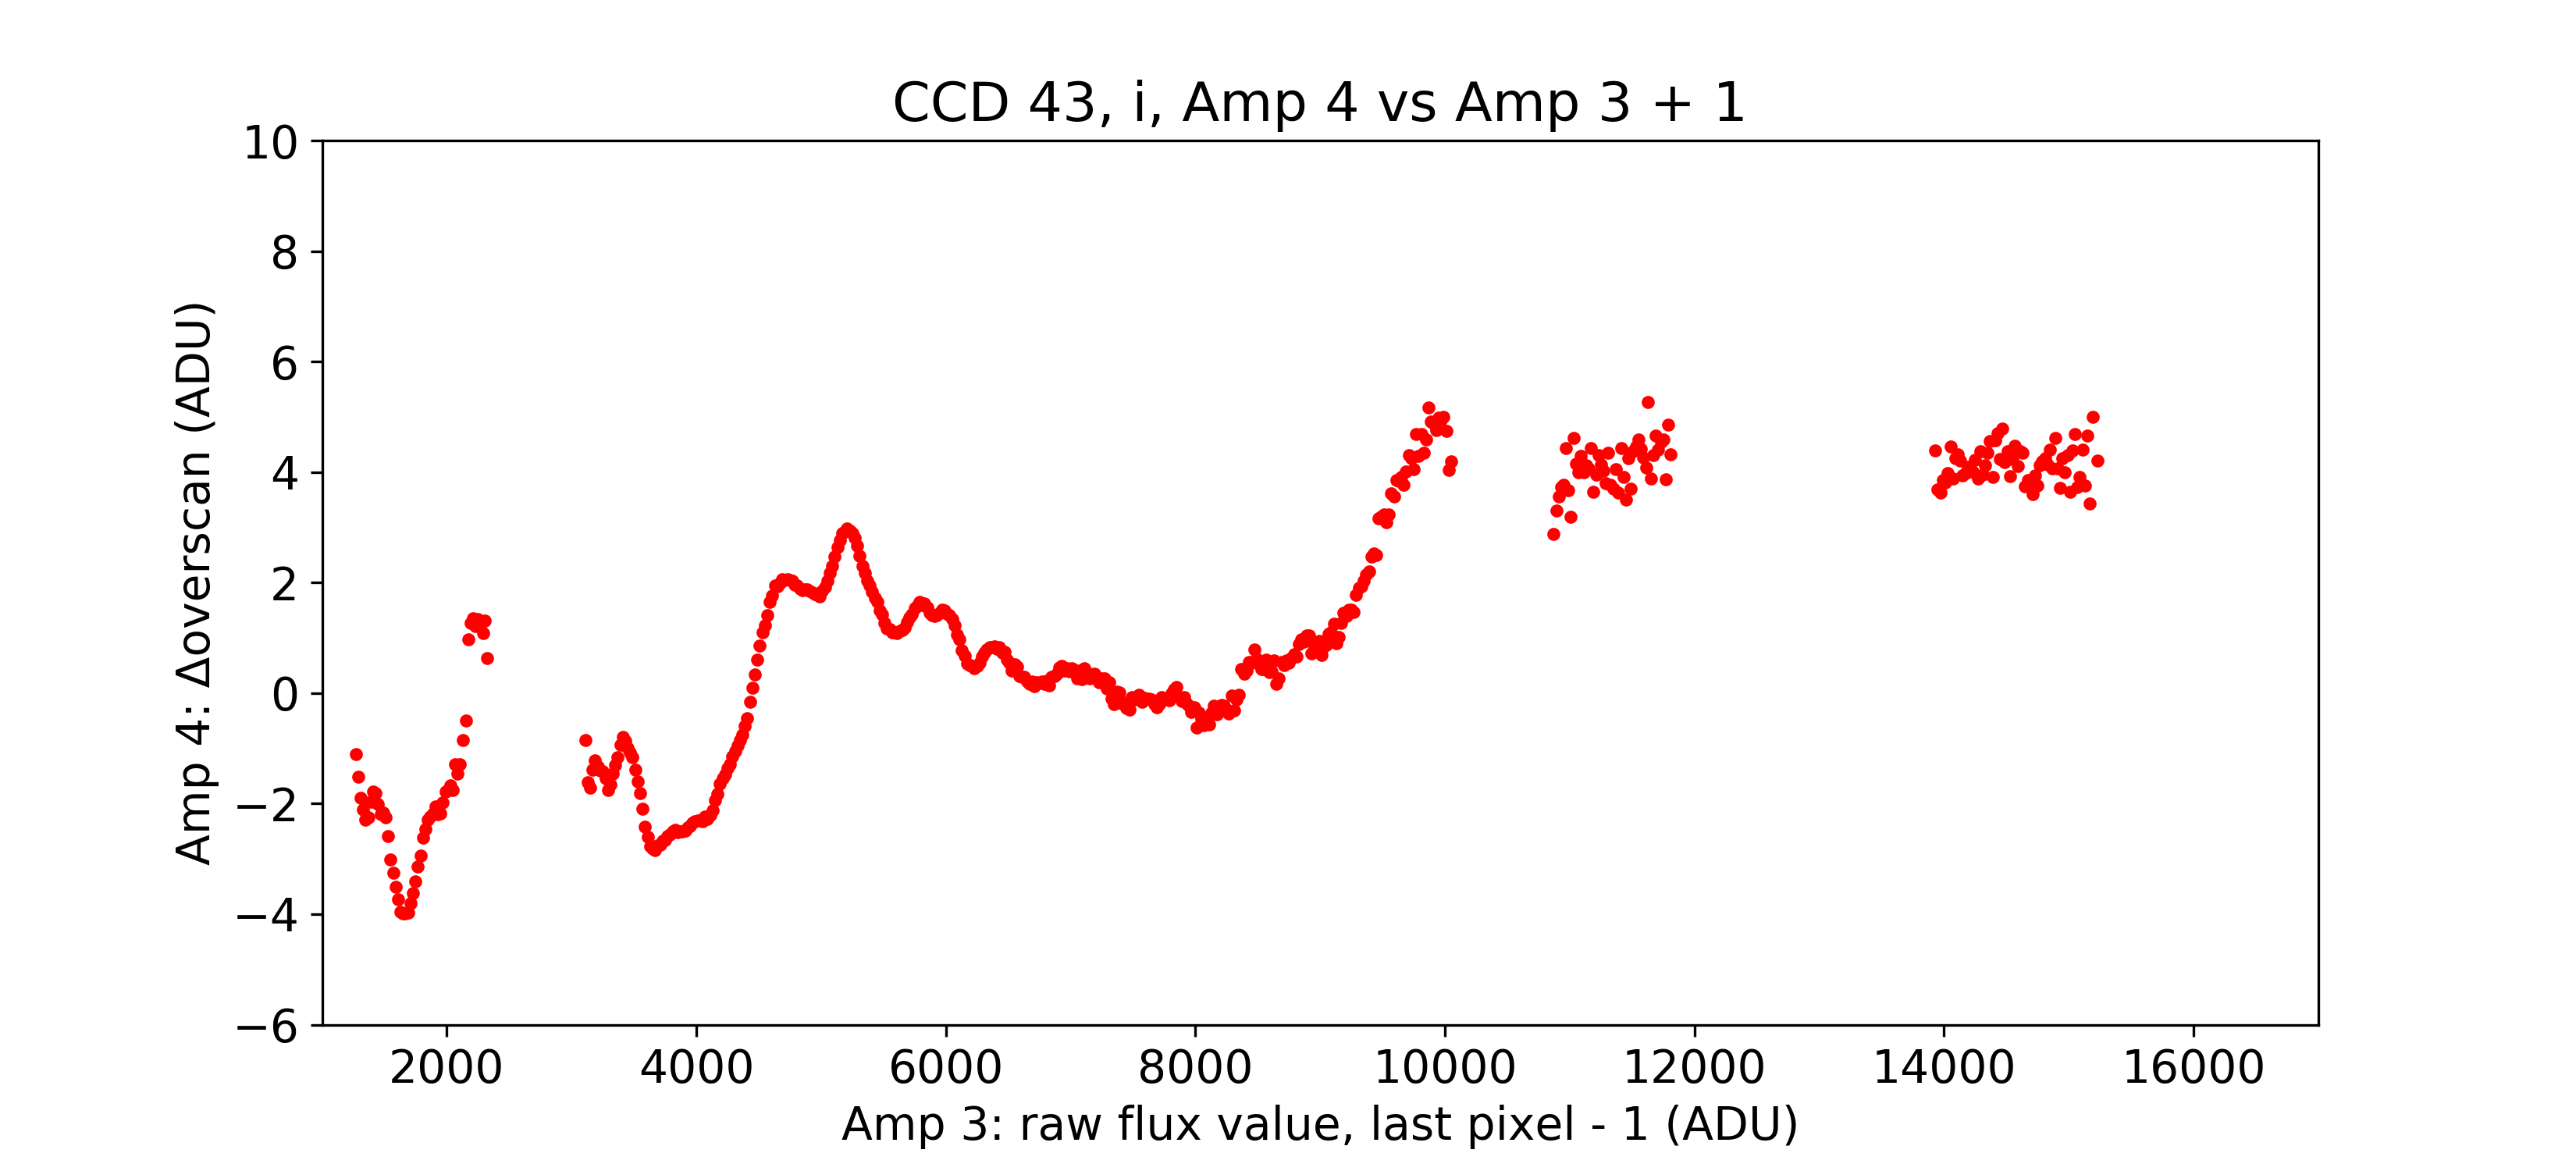 CCD 43, i, Amp 4 vs Amp 3 + 1
10
8
6
4
2
0
−2
−4
−6
Amp 4: Δoverscan (ADU)
2000 4000 6000 8000 10000 12000 14000 16000
Amp 3: raw flux value, last pixel - 1 (ADU)